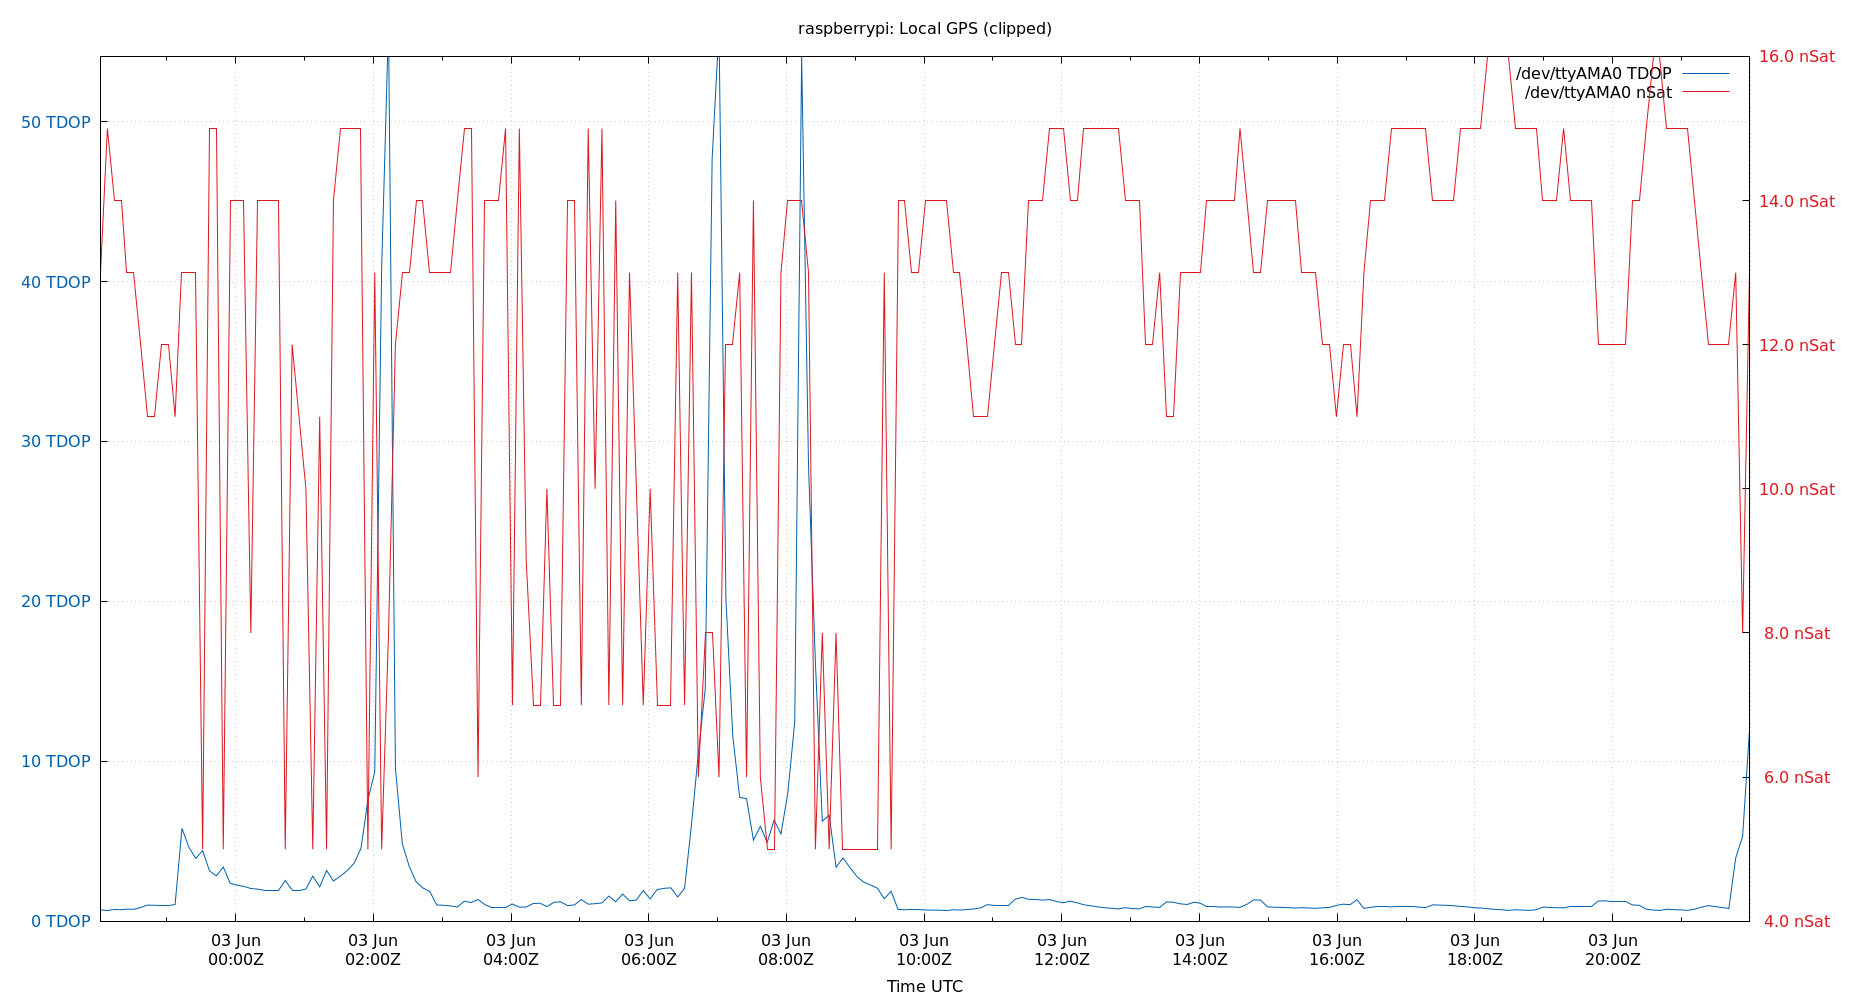 raspberrypi: Local GPS (clipped)
16.0 nSat
/dev/ttyAMA0 TDOP
/dev/ttyAMA0 nSat
50 TDOP
14.0 nSat
40 TDOP
12.0 nSat
30 TDOP
10.0 nSat
20 TDOP
8.0 nSat
10 TDOP
6.0 nSat
0 TDOP
4.0 nSat
03 Jun 03 Jun 03 Jun 03 Jun 03 Jun 03 Jun 03 Jun 03 Jun 03 Jun 03 Jun 03 Jun
00:00Z 02:00Z 04:00Z 06:00Z 08:00Z 10:00Z 12:00Z 14:00Z 16:00Z 18:00Z 20:00Z
Time UTC